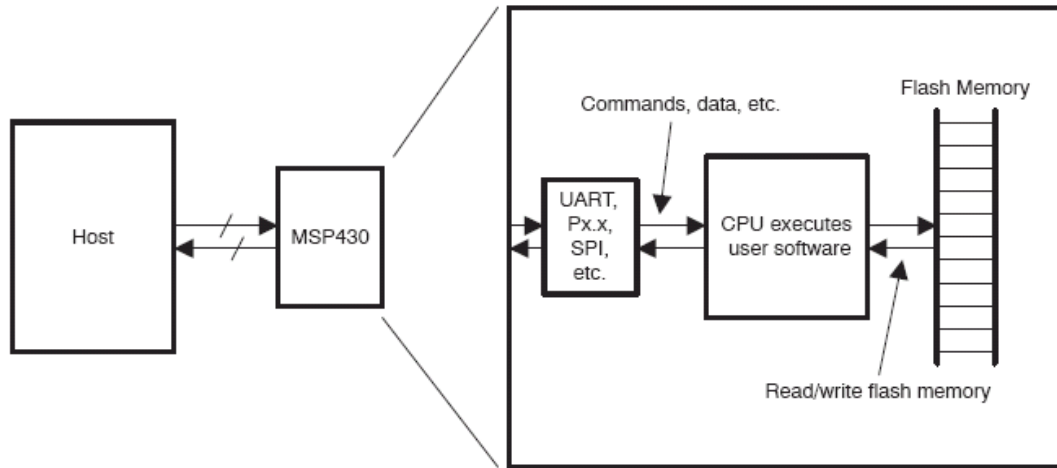 Host
MSP430
Commands, data, etc.
Flash Memory
UART,
Px.x,
SPI,
etc.
CPU executes
user software
Read/write flash memory